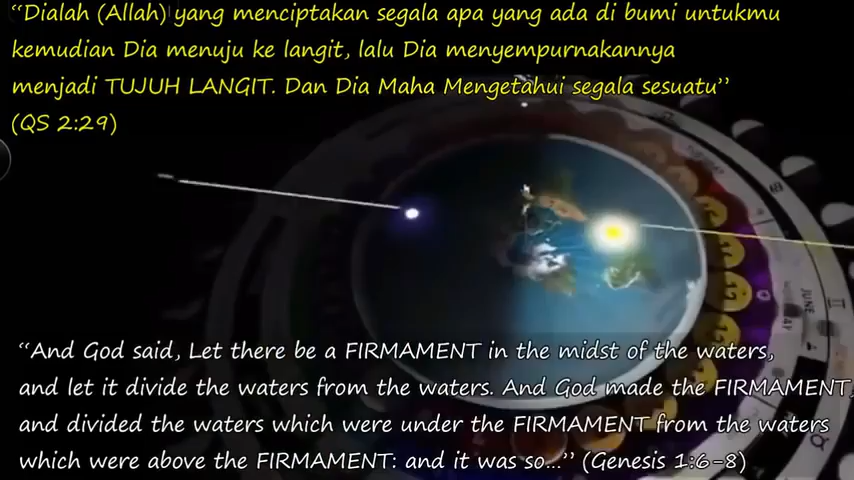 “Dialah (Allah) yang menciptakan segala apa yang ada di bumi untukmu
kemudian Dia menuju ke langit, lalu Dia menyempurnakannya
menjadi TUJUH LANGIT. Dan Dia Maha Mengetahui segala sesuatu”
(QS 2:29)
JUNE
“And God said, Let there be a FIRMAMENT in the midst of the waters,
and let it divide the waters from the waters. And God made the FIRMAMENT,
and divided the waters which were under the FIRMAMENT from the waters
which were above the FIRMAMENT: and it was so...” (Genesis 1:6-8)